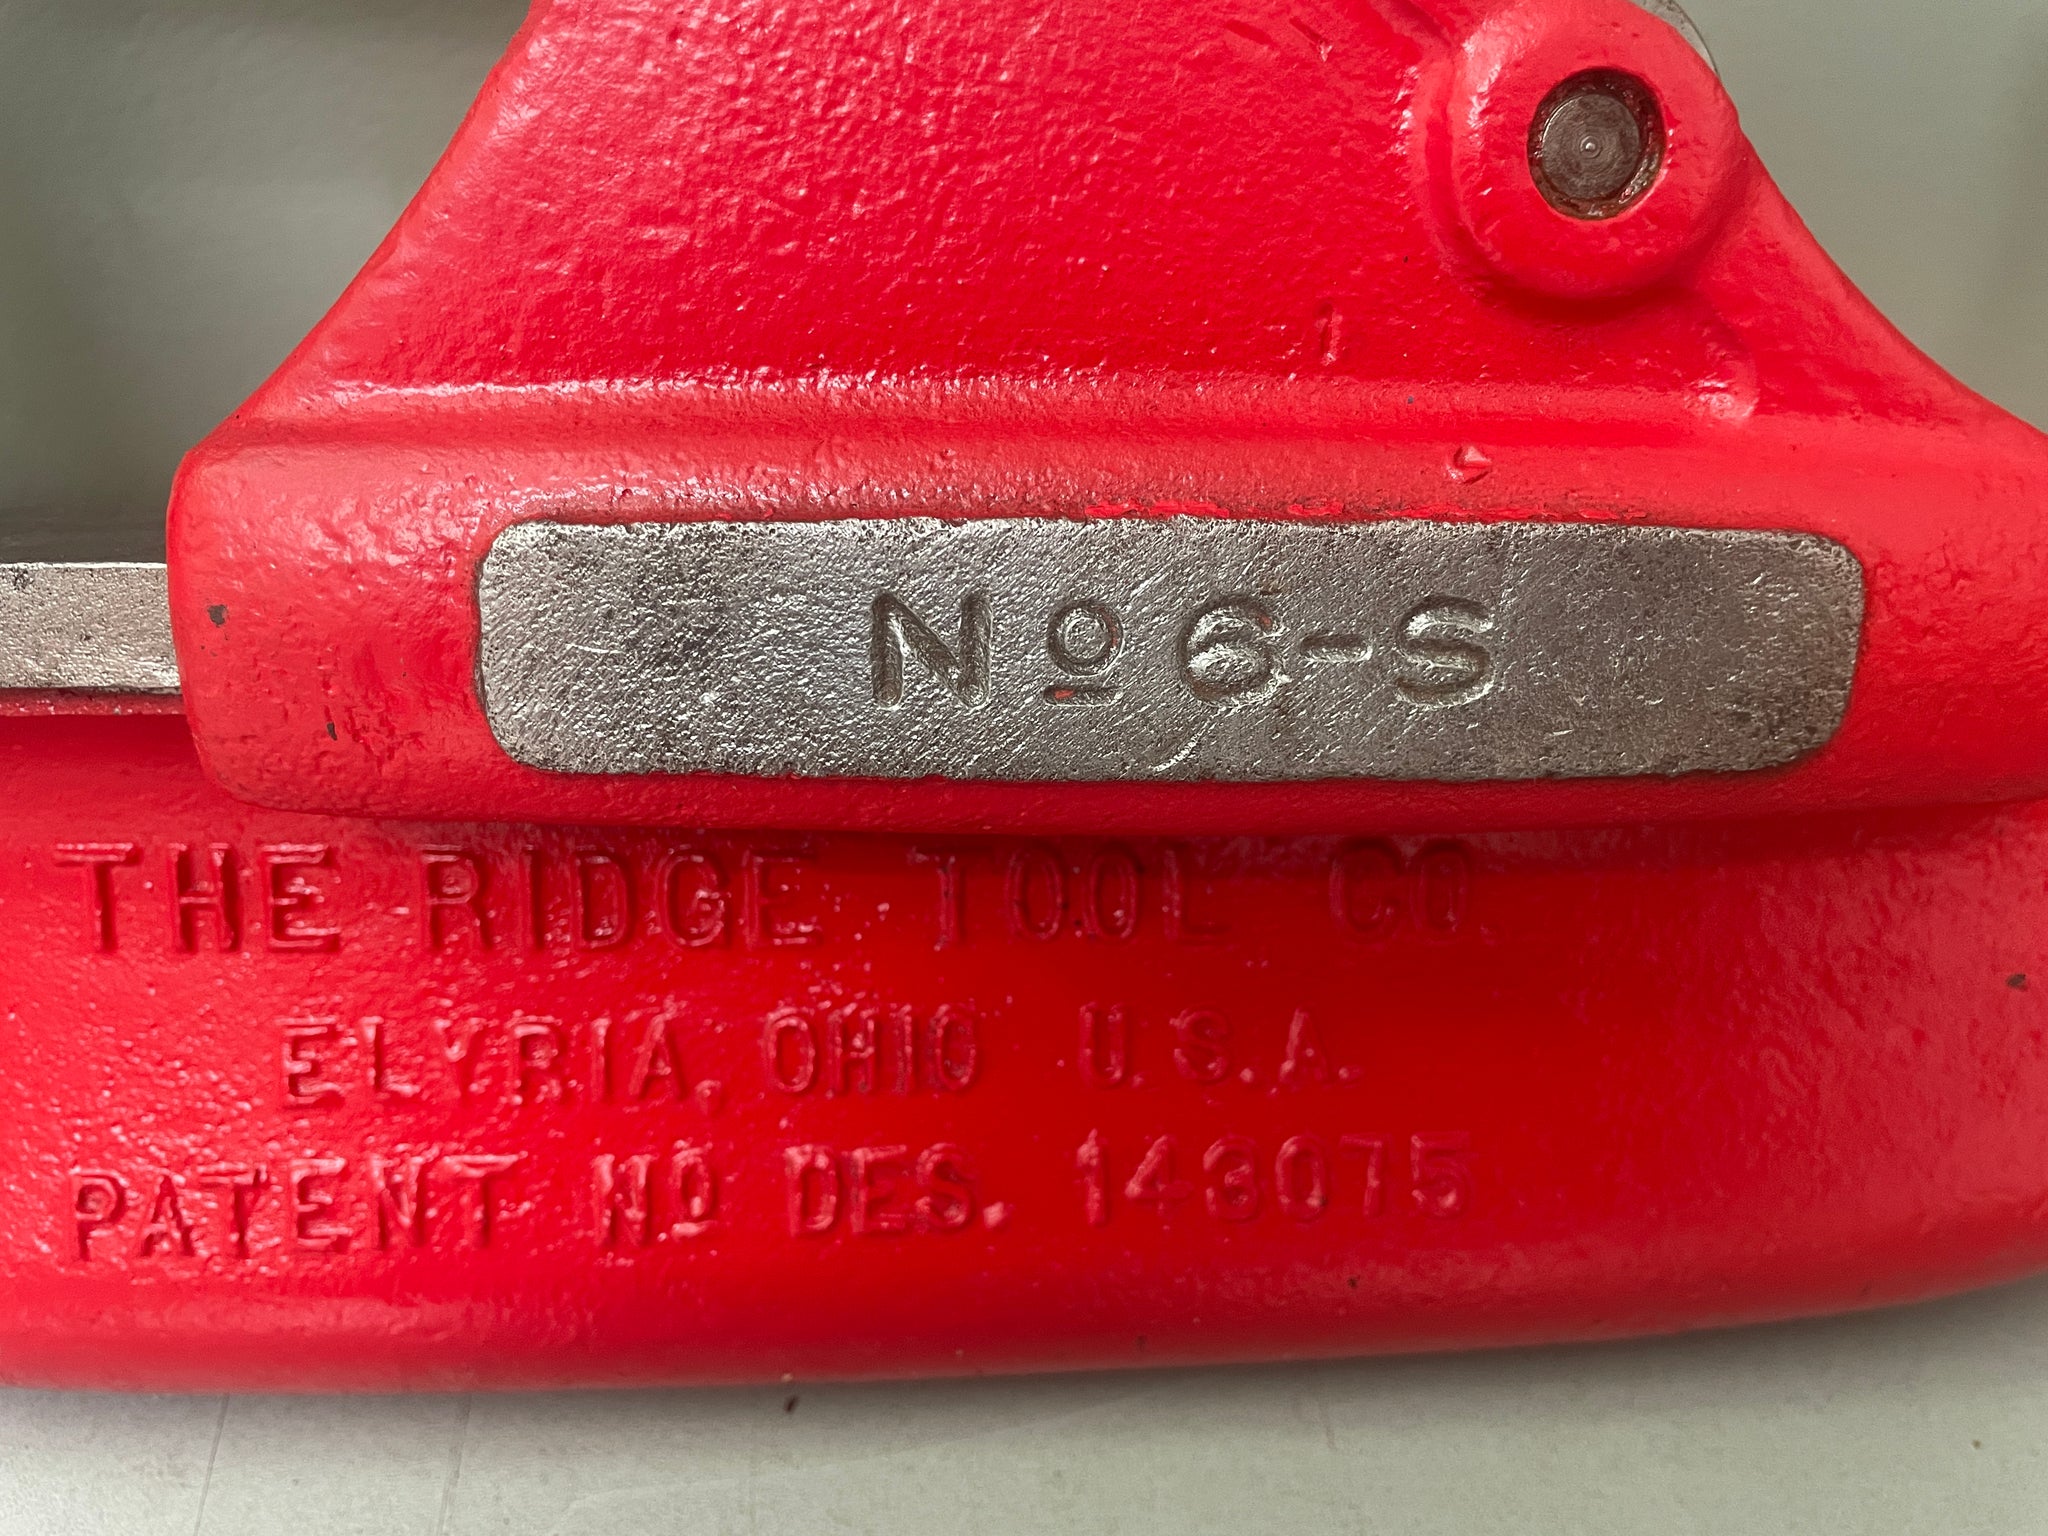 Nº 6-S
THE RIDGE TOOL CO.
ELYRIA, OHIO U.S.A.
PATENT Nº DES. 143075